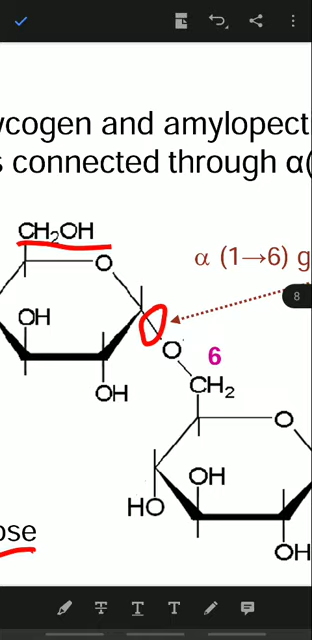 ycogen and amylopect
s connected through α(
CH2OH
O
α (1→6) g
8
OH
OH
O
6
CH2
O
OH
HO
ose
OH